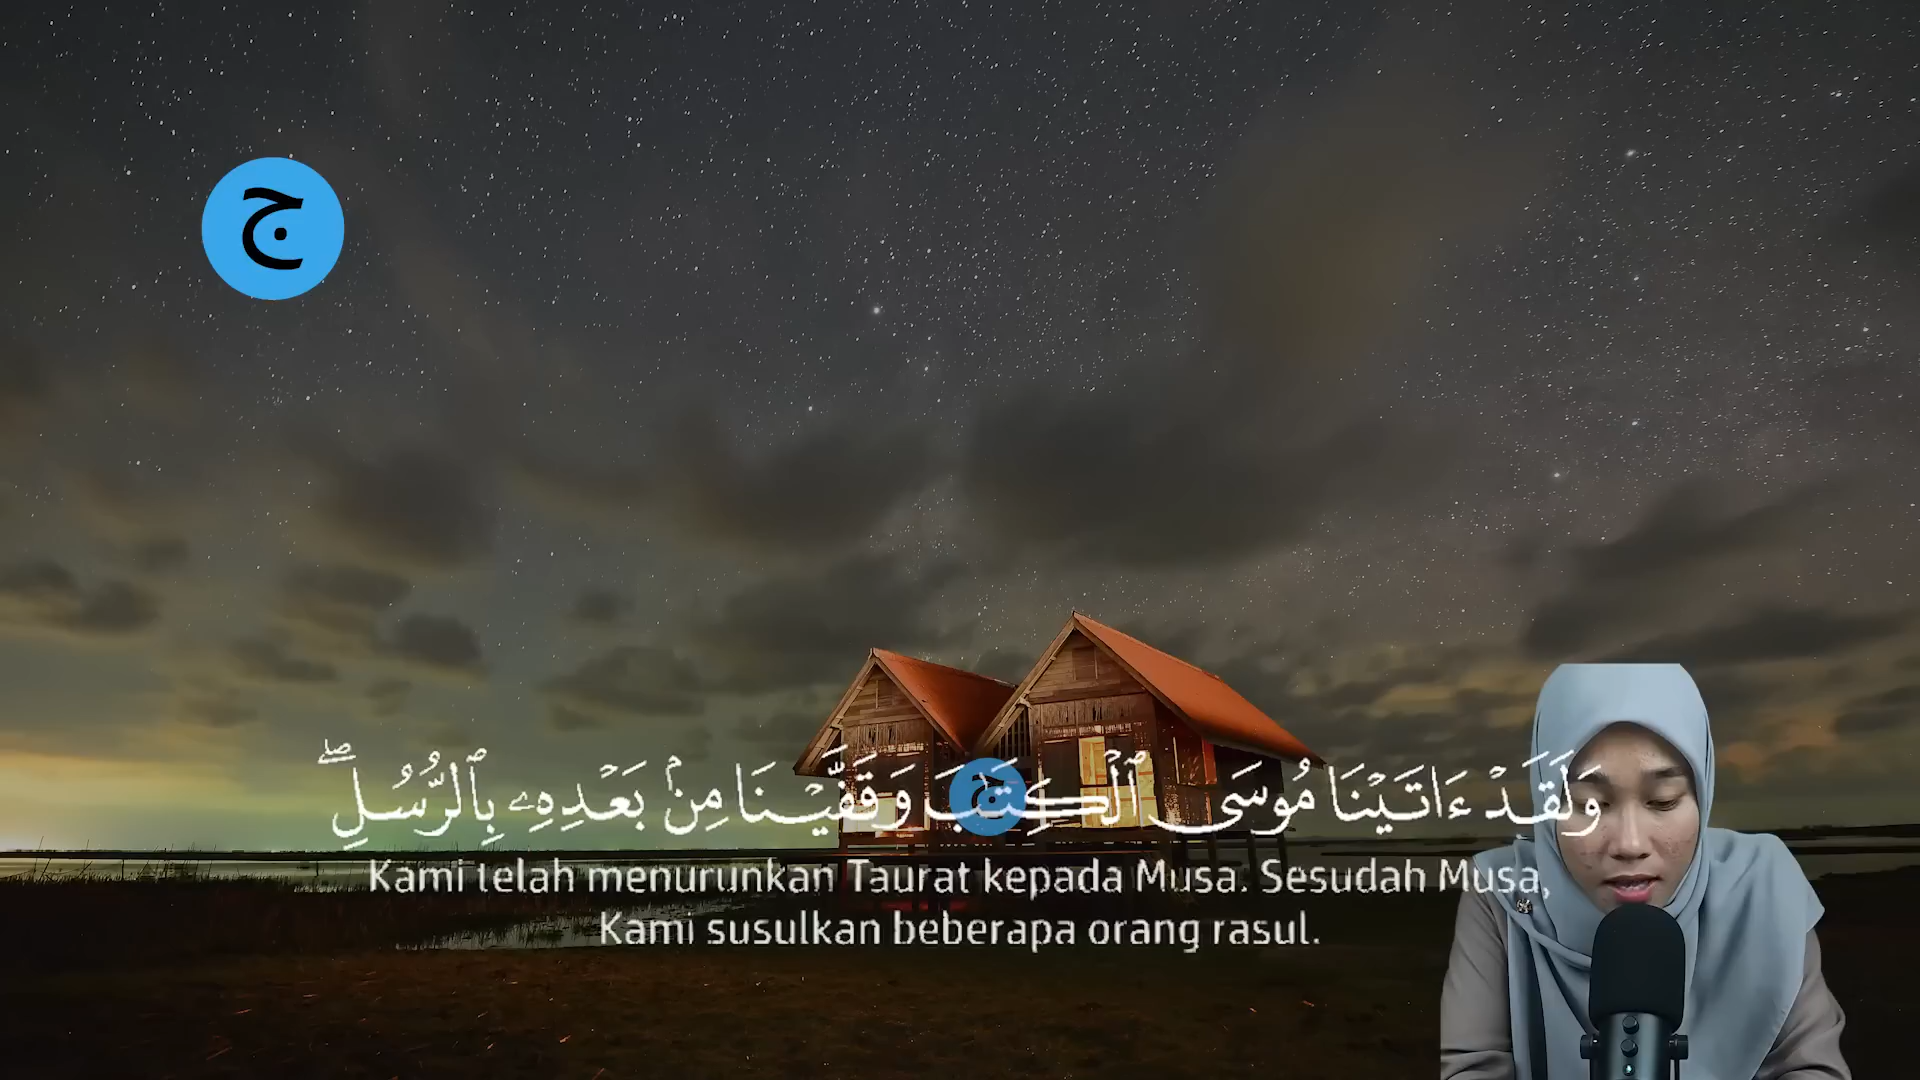 ج
وَلَقَدْ ءَاتَيْنَا مُوسَى ٱلْكِتَـٰبَ وَقَفَّيْنَا مِنۢ بَعْدِهِۦ بِٱلرُّسُلِ ۖ
ج
Kami telah menurunkan Taurat kepada Musa. Sesudah Musa,
Kami susulkan beberapa orang rasul.